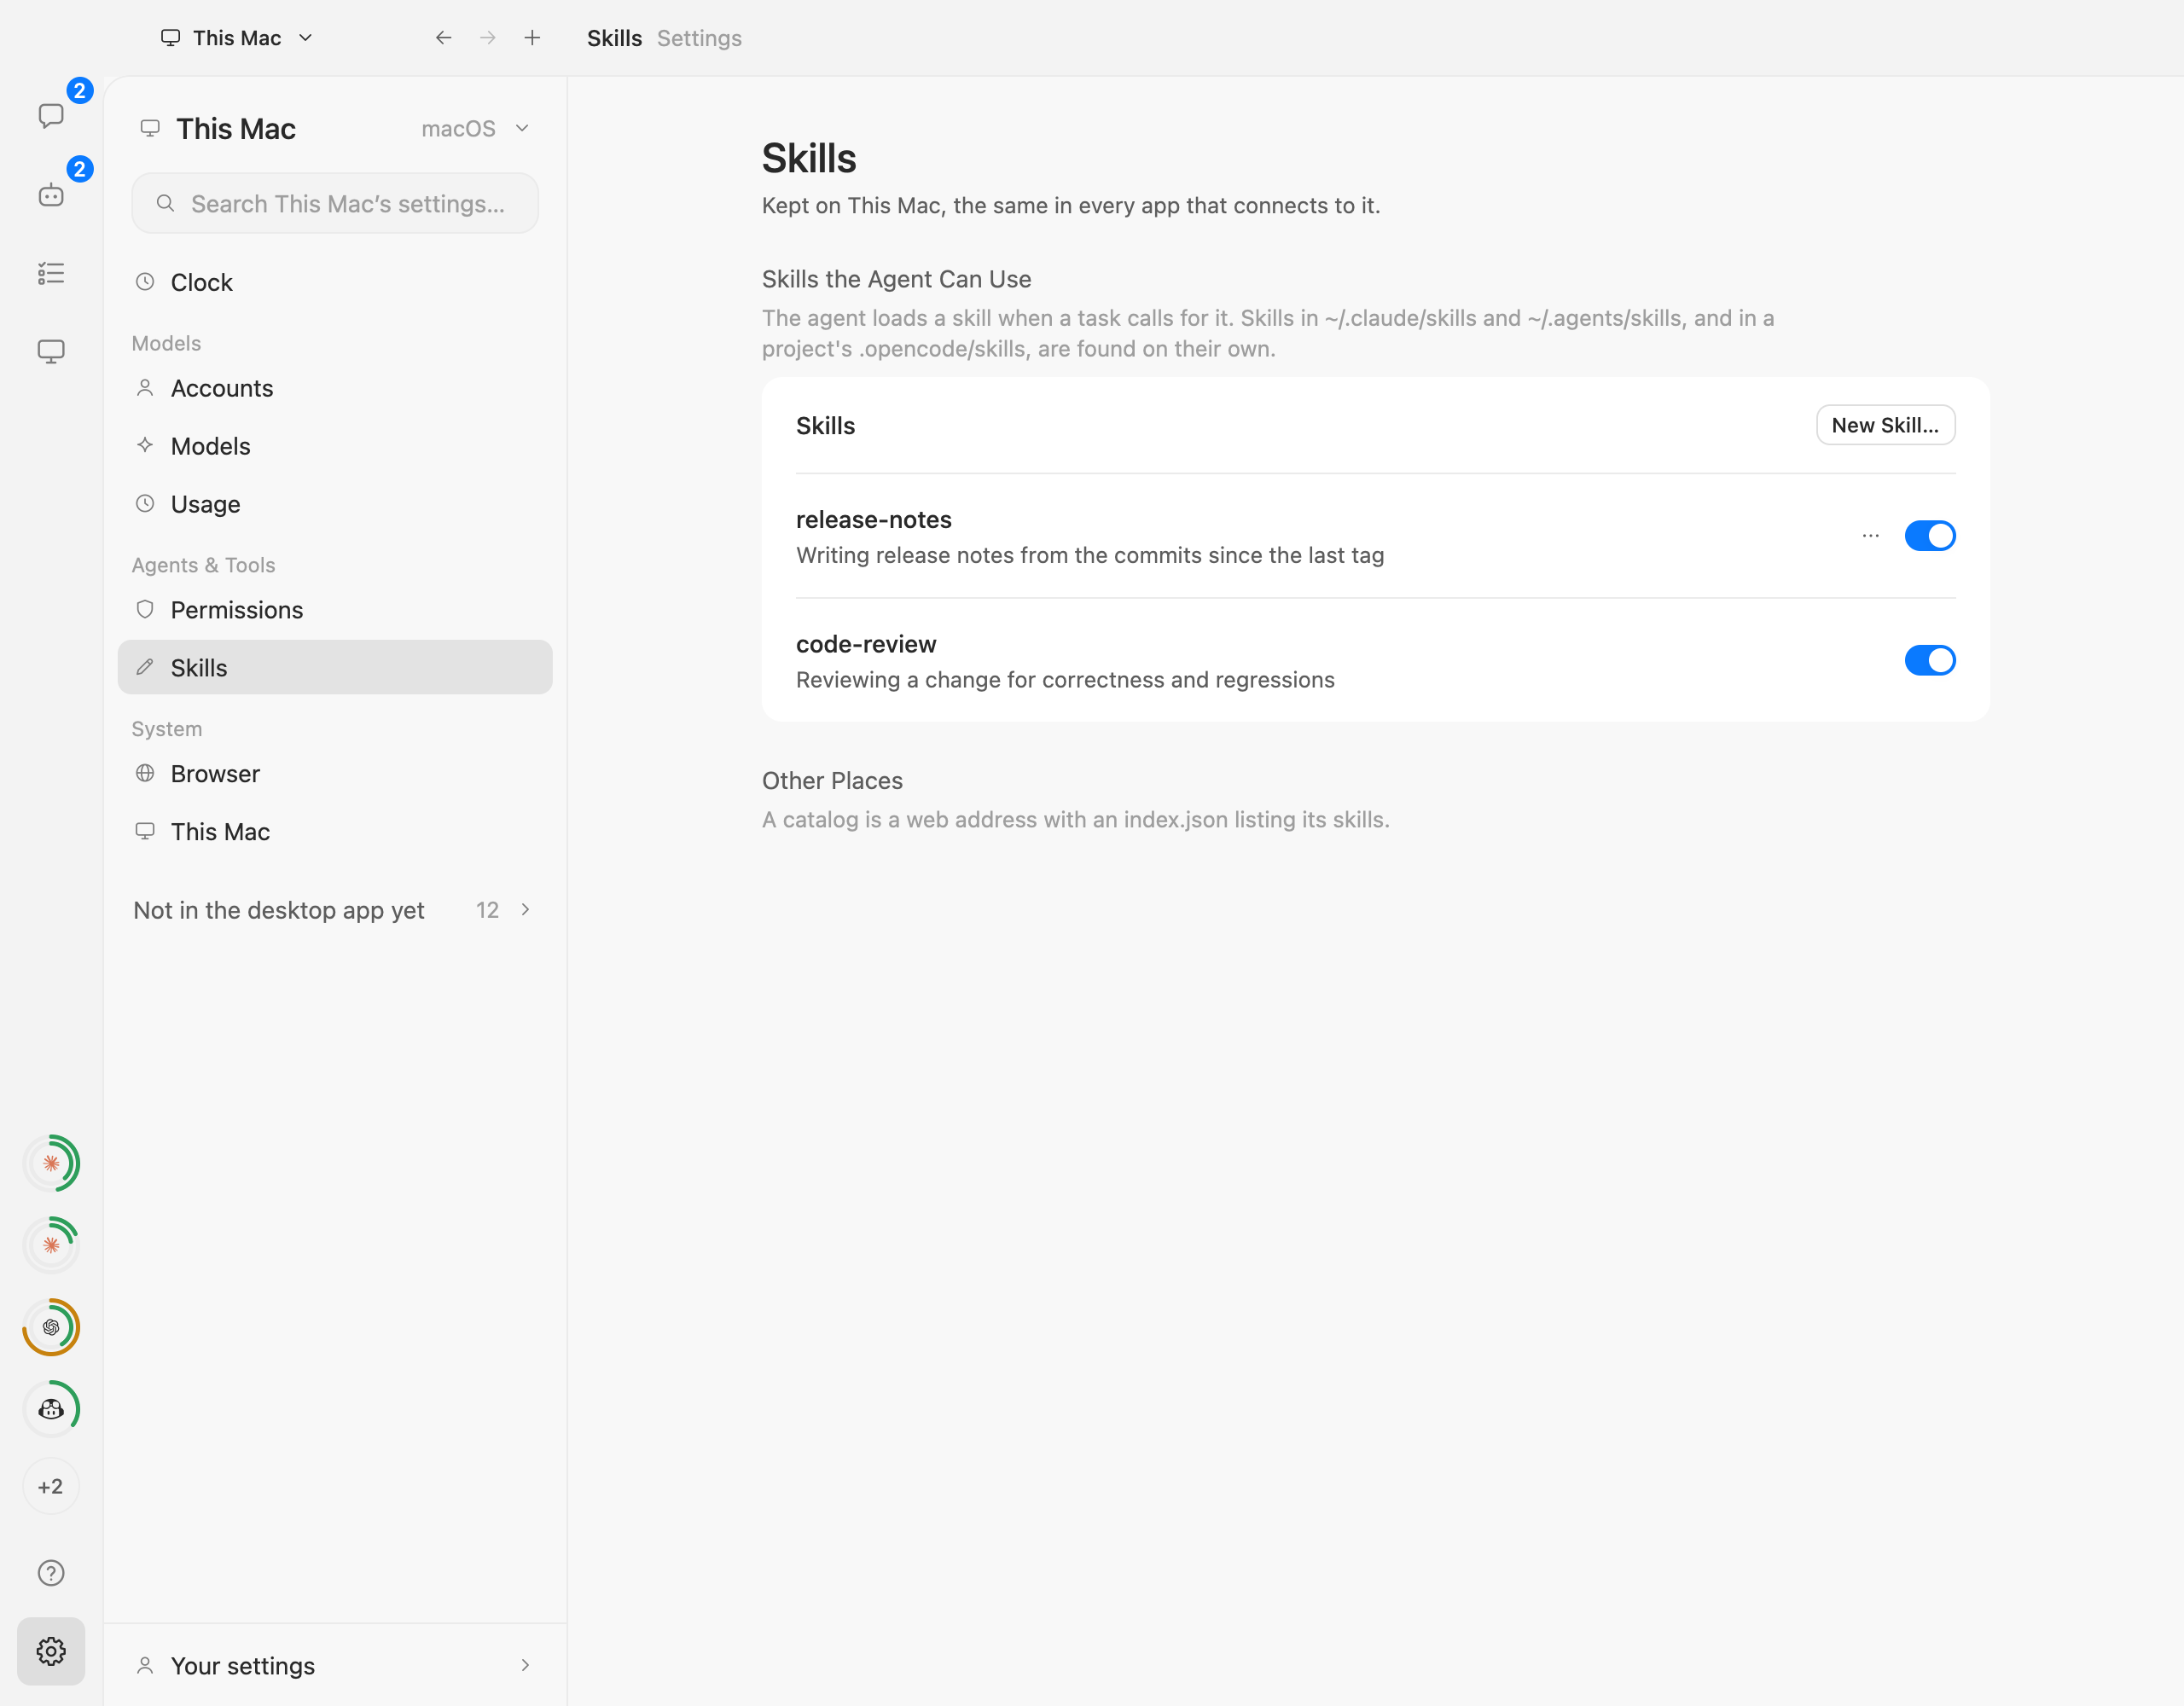 This Mac
Skills Settings
2
2
This Mac macOS
Search This Mac’s settings...
Clock
Models
Accounts
Models
Usage
Agents & Tools
Permissions
Skills
System
Browser
This Mac
Not in the desktop app yet 12
+2
Your settings
Skills
Kept on This Mac, the same in every app that connects to it.
Skills the Agent Can Use
The agent loads a skill when a task calls for it. Skills in ~/.claude/skills and ~/.agents/skills, and in a
project's .opencode/skills, are found on their own.
Skills New Skill...
release-notes
Writing release notes from the commits since the last tag
code-review
Reviewing a change for correctness and regressions
Other Places
A catalog is a web address with an index.json listing its skills.